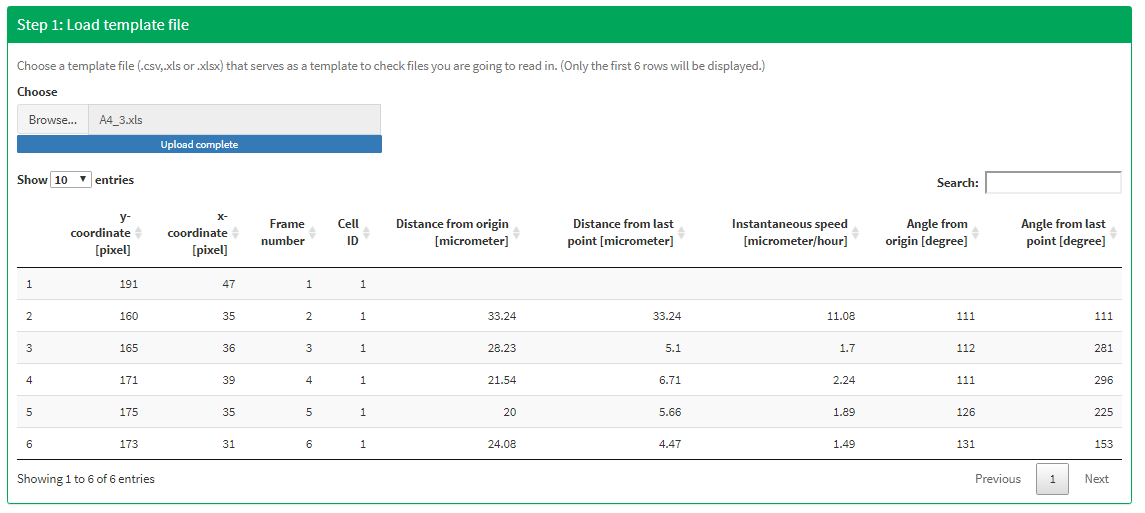 Step 1: Load template file
Choose a template file (.csv,.xls or .xlsx) that serves as a template to check files you are going to read in. (Only the first 6 rows will be displayed.)
Choose
Browse... A4_3.xls
Upload complete
Show 10 entries Search:
y-coordinate [pixel] x-coordinate [pixel] Frame number Cell ID Distance from origin [micrometer] Distance from last point [micrometer] Instantaneous speed [micrometer/hour] Angle from origin [degree] Angle from last point [degree]
1 191 47 1 1
2 160 35 2 1 33.24 33.24 11.08 111 111
3 165 36 3 1 28.23 5.1 1.7 112 281
4 171 39 4 1 21.54 6.71 2.24 111 296
5 175 35 5 1 20 5.66 1.89 126 225
6 173 31 6 1 24.08 4.47 1.49 131 153
Showing 1 to 6 of 6 entries Previous 1 Next